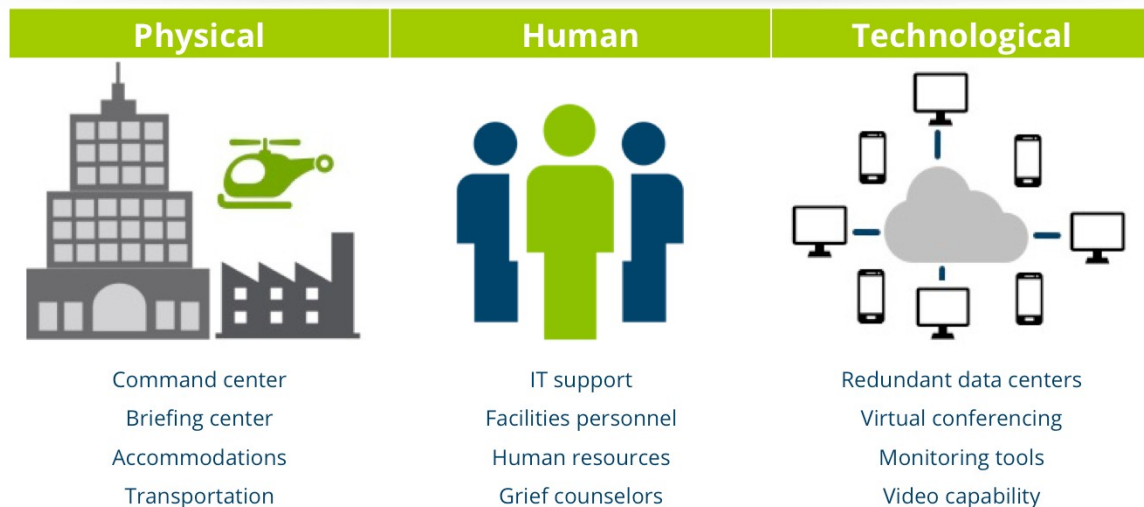 Physical
Human
Technological
Command center
Briefing center
Accommodations
Transportation
IT support
Facilities personnel
Human resources
Grief counselors
Redundant data centers
Virtual conferencing
Monitoring tools
Video capability